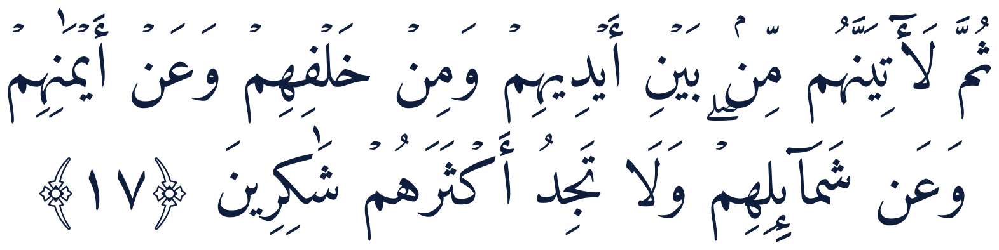 ثُمَّ لَأٓتِيَنَّهُم مِّنۢ بَيۡنِ أَيۡدِيهِمۡ وَمِنۡ خَلۡفِهِمۡ وَعَنۡ أَيۡمَٰنِهِمۡ
وَعَن شَمَآئِلِهِمۡۖ وَلَا تَجِدُ أَكۡثَرَهُمۡ شَٰكِرِينَ ﴿١٧﴾